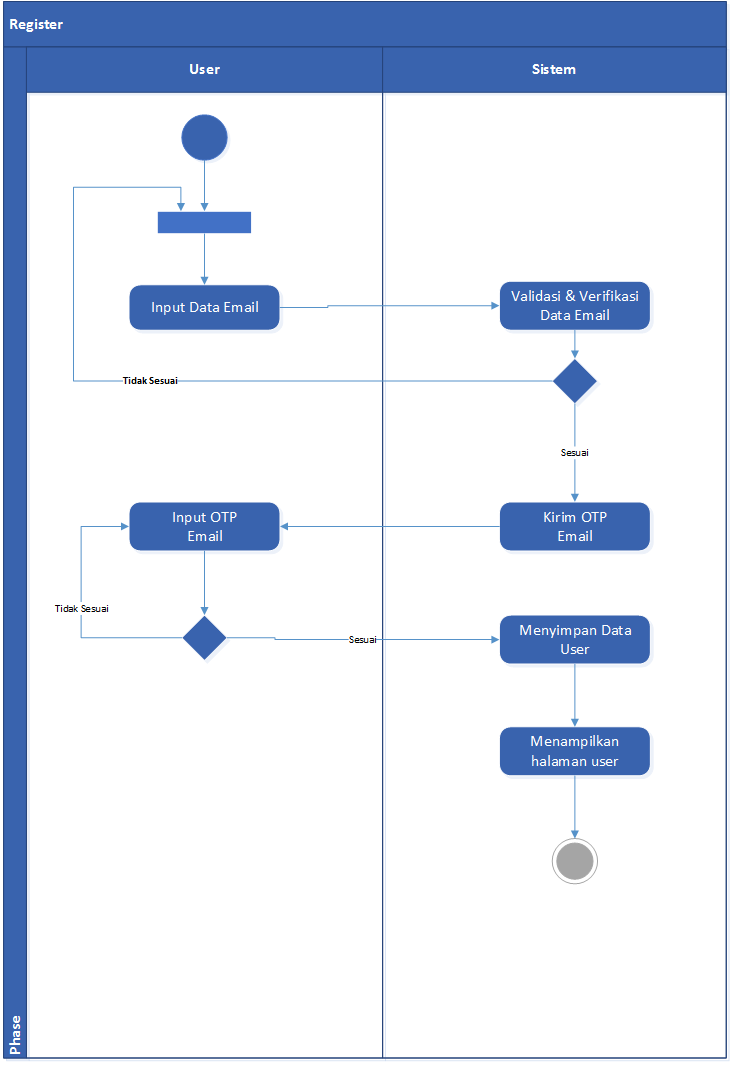 Register
User
Sistem
Input Data Email
Validasi & Verifikasi
Data Email
Tidak Sesuai
Sesuai
Input OTP
Email
Kirim OTP
Email
Tidak Sesuai
Sesuai
Menyimpan Data
User
Menampilkan
halaman user
Phase